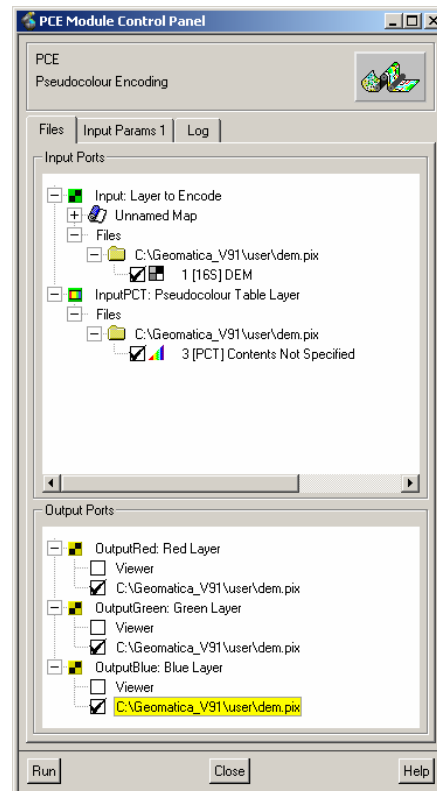 PCE Module Control Panel
PCE
Pseudocolour Encoding
Files Input Params 1 Log
Input Ports
Input: Layer to Encode
Unnamed Map
Files
C:\Geomatica_V91\user\dem.pix
1 [16S] DEM
InputPCT: Pseudocolour Table Layer
Files
C:\Geomatica_V91\user\dem.pix
3 [PCT] Contents Not Specified
Output Ports
OutputRed: Red Layer
Viewer
C:\Geomatica_V91\user\dem.pix
OutputGreen: Green Layer
Viewer
C:\Geomatica_V91\user\dem.pix
OutputBlue: Blue Layer
Viewer
C:\Geomatica_V91\user\dem.pix
Run Close Help